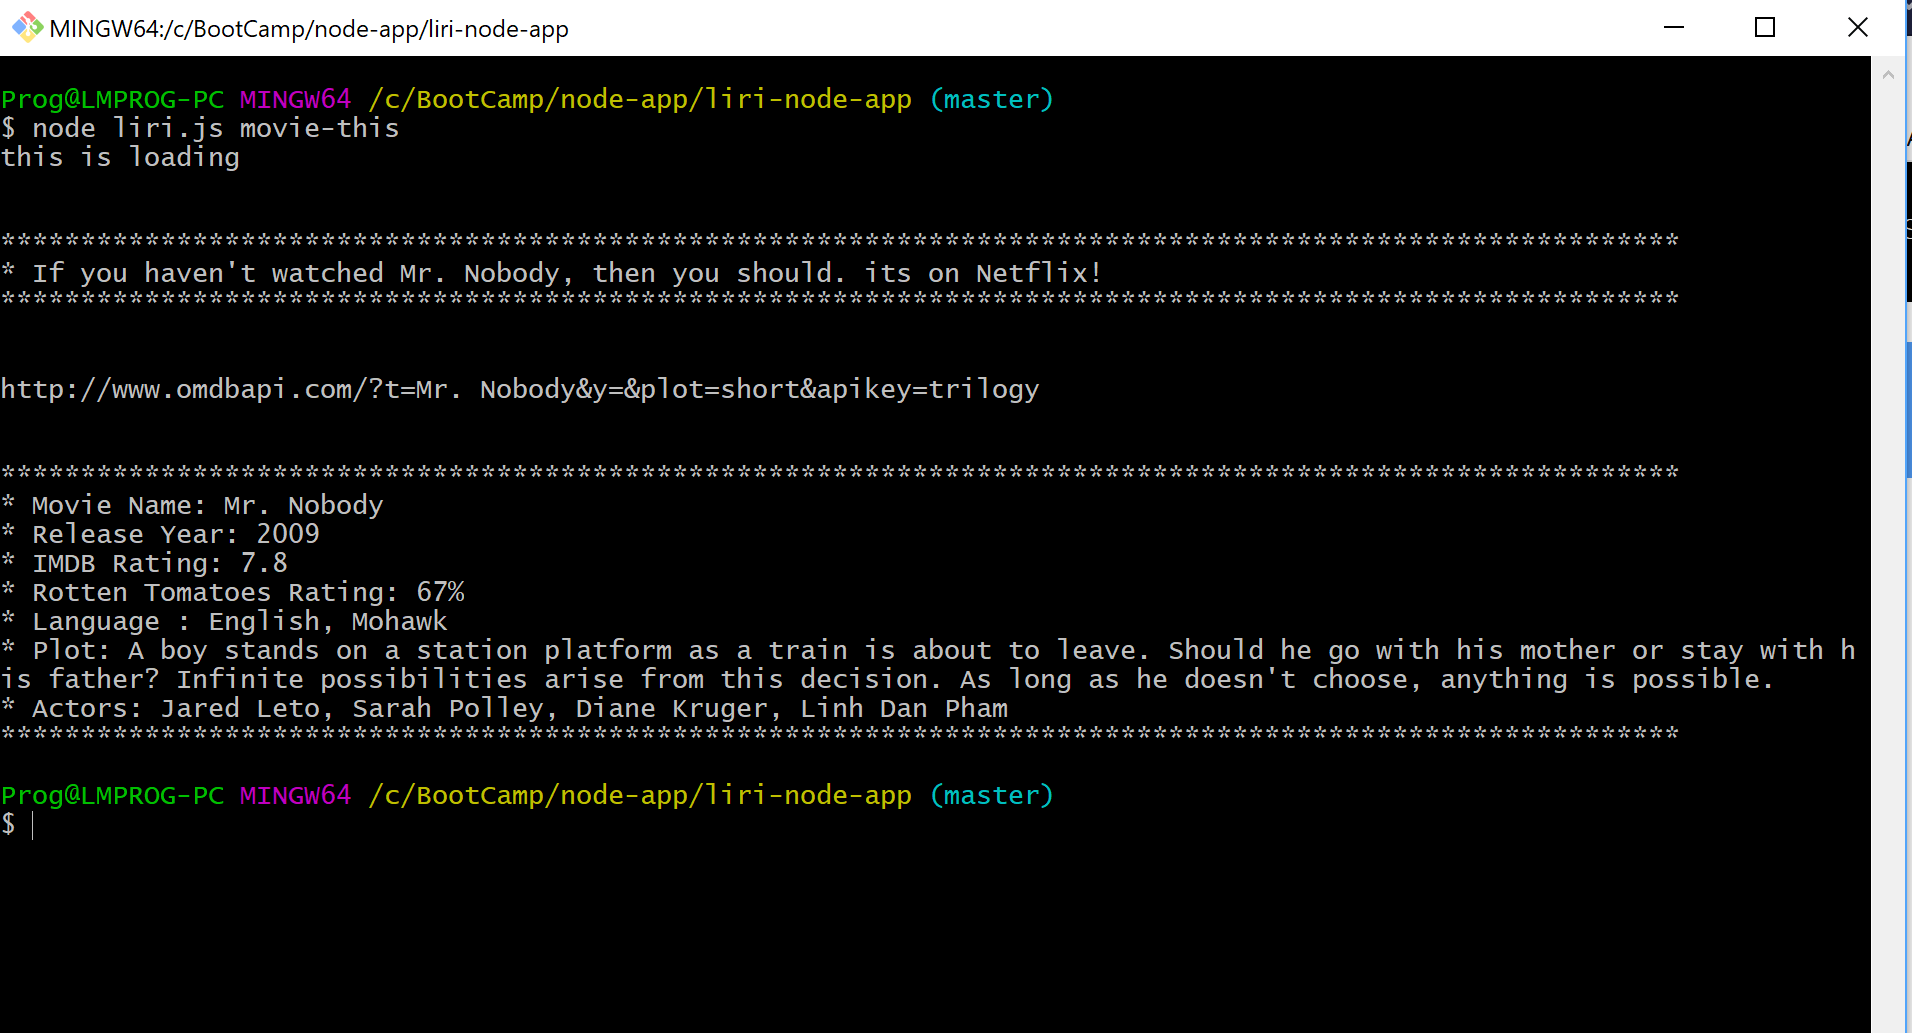 MINGW64:/c/BootCamp/node-app/liri-node-app
Prog@LMPROG-PC MINGW64 /c/BootCamp/node-app/liri-node-app (master)
$ node liri.js movie-this
this is loading
*********************************************************************************************************
* If you haven't watched Mr. Nobody, then you should. its on Netflix!
*********************************************************************************************************
http://www.omdbapi.com/?t=Mr. Nobody&y=&plot=short&apikey=trilogy
*********************************************************************************************************
* Movie Name: Mr. Nobody
* Release Year: 2009
* IMDB Rating: 7.8
* Rotten Tomatoes Rating: 67%
* Language : English, Mohawk
* Plot: A boy stands on a station platform as a train is about to leave. Should he go with his mother or stay with h
is father? Infinite possibilities arise from this decision. As long as he doesn't choose, anything is possible.
* Actors: Jared Leto, Sarah Polley, Diane Kruger, Linh Dan Pham
*********************************************************************************************************
Prog@LMPROG-PC MINGW64 /c/BootCamp/node-app/liri-node-app (master)
$